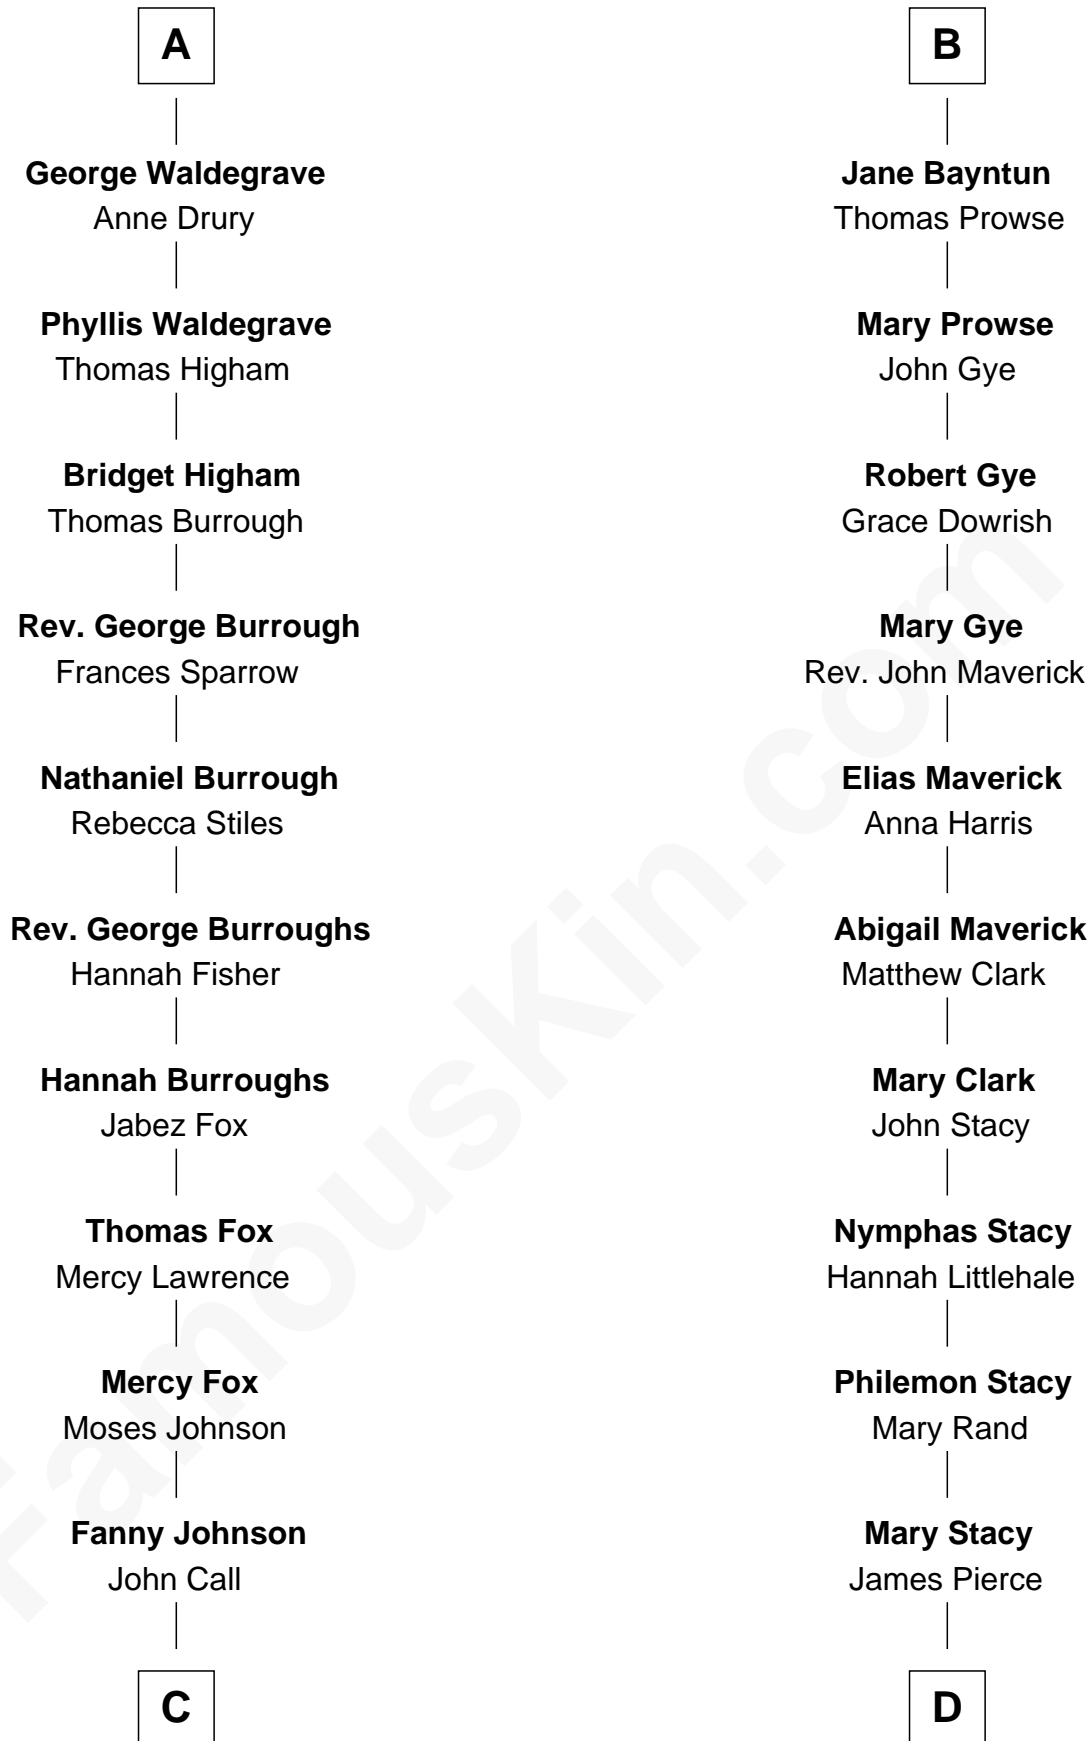 A
George Waldegrave
Anne Drury
Phyllis Waldegrave
Thomas Higham
Bridget Higham
Thomas Burrough
Rev. George Burrough
Frances Sparrow
Nathaniel Burrough
Rebecca Stiles
Rev. George Burroughs
Hannah Fisher
Hannah Burroughs
Jabez Fox
Thomas Fox
Mercy Lawrence
Mercy Fox
Moses Johnson
Fanny Johnson
John Call
C
B
Jane Bayntun
Thomas Prowse
Mary Prowse
John Gye
Robert Gye
Grace Dowrish
Mary Gye
Rev. John Maverick
Elias Maverick
Anna Harris
Abigail Maverick
Matthew Clark
Mary Clark
John Stacy
Nymphas Stacy
Hannah Littlehale
Philemon Stacy
Mary Rand
Mary Stacy
James Pierce
D
FamousKin.com